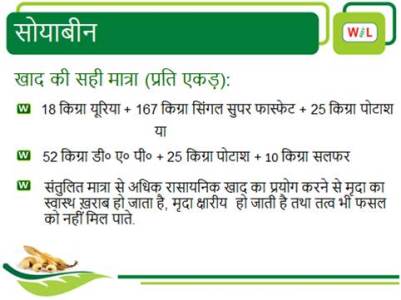 सोयाबीन
WiL
खाद की सही मात्रा (प्रति एकड़):
W 18 किग्रा यूरिया + 167 किग्रा सिंगल सुपर फास्फेट + 25 किग्रा पोटाश
या
W 52 किग्रा डी० ए० पी० + 25 किग्रा पोटाश + 10 किग्रा सलफर
W संतुलित मात्रा से अधिक रासायनिक खाद का प्रयोग करने से मृदा का
स्वास्थ ख़राब हो जाता है, मृदा क्षारीय हो जाती है तथा तत्व भी फसल
को नहीं मिल पाते.